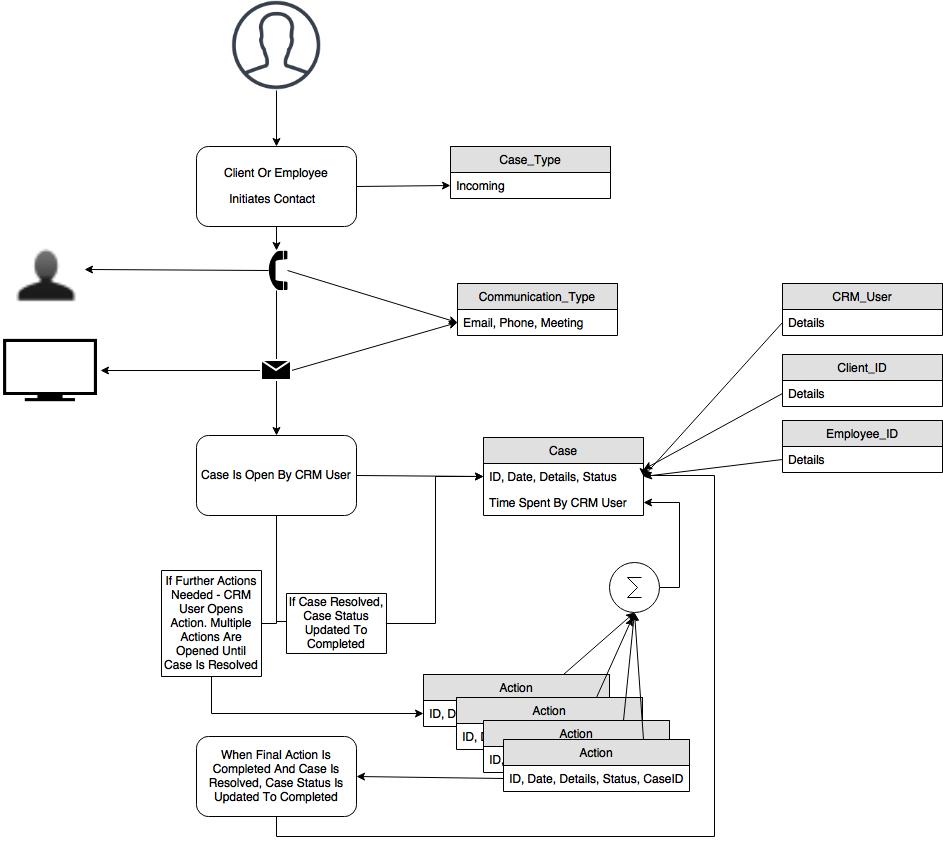 Client Or Employee
Initiates Contact
Case_Type
Incoming
Communication_Type
Email, Phone, Meeting
CRM_User
Details
Client_ID
Details
Employee_ID
Details
Case Is Open By CRM User
Case
ID, Date, Details, Status
Time Spent By CRM User
If Further Actions
Needed - CRM
User Opens
Action. Multiple
Actions Are
Opened Until
Case Is Resolved
If Case Resolved,
Case Status
Updated To
Completed
Σ
Action
ID, D
Action
ID, D
Action
ID,
Action
ID, Date, Details, Status, CaseID
When Final Action Is
Completed And Case Is
Resolved, Case Status Is
Updated To Completed